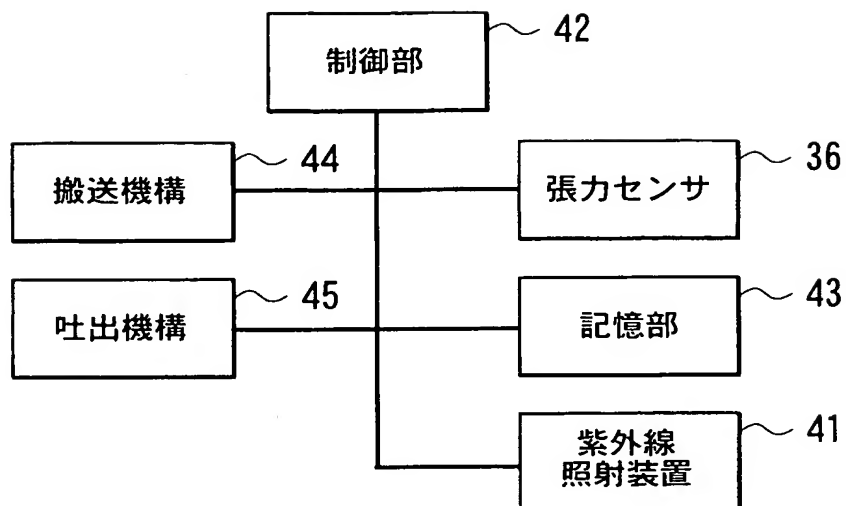 制御部
42
搬送機構
44
張力センサ
36
吐出機構
45
記憶部
43
紫外線
照射装置
41